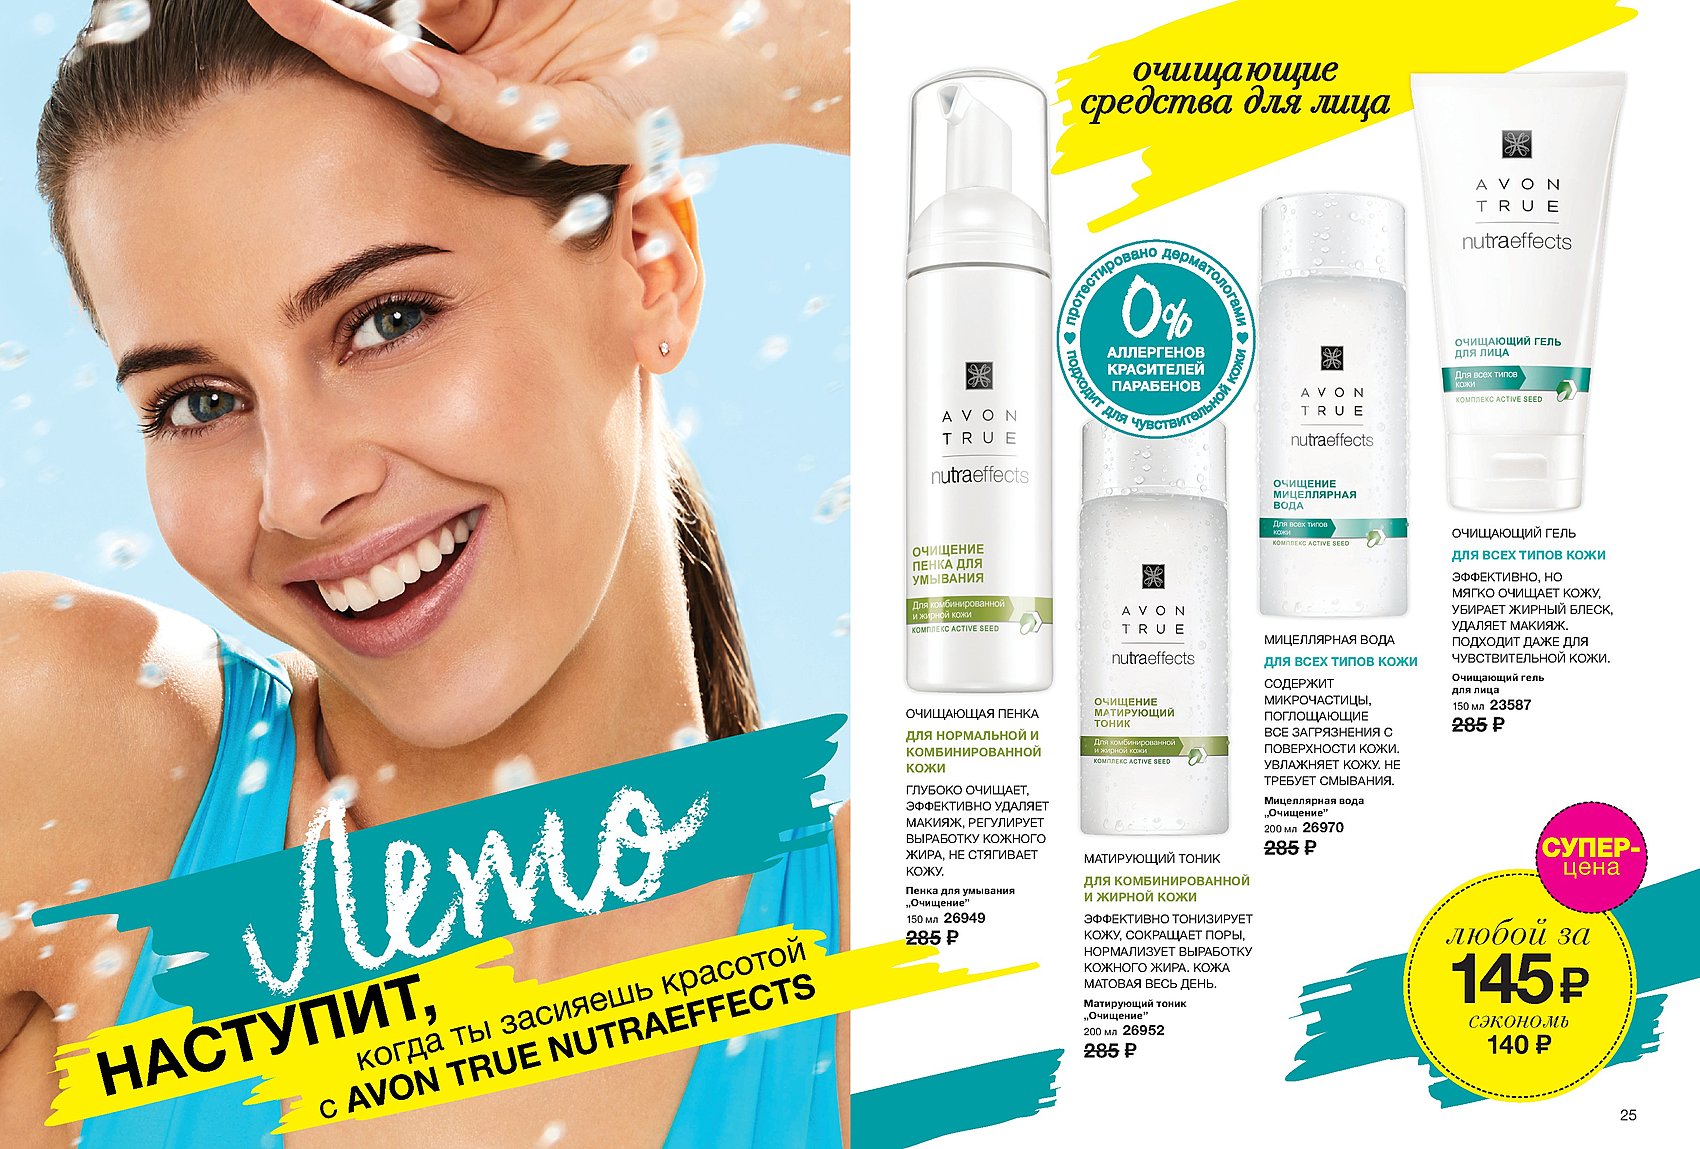 Лето
НАСТУПИТ,
когда ты засияешь красотой
с AVON TRUE NUTRAEFFECTS
очищающие
средства для лица
AVON
TRUE
nutraeffects
ОЧИЩЕНИЕ
ПЕНКА ДЛЯ
УМЫВАНИЯ
Для комбинированной
и жирной кожи
КОМПЛЕКС ACTIVE SEED
ОЧИЩАЮЩАЯ ПЕНКА
ДЛЯ НОРМАЛЬНОЙ И
КОМБИНИРОВАННОЙ
КОЖИ
ГЛУБОКО ОЧИЩАЕТ,
ЭФФЕКТИВНО УДАЛЯЕТ
МАКИЯЖ, РЕГУЛИРУЕТ
ВЫРАБОТКУ КОЖНОГО
ЖИРА, НЕ СТЯГИВАЕТ
КОЖУ.
Пенка для умывания
„Очищение”
150 мл 26949
285 ₽
протестировано дерматологами
0%
АЛЛЕРГЕНОВ
КРАСИТЕЛЕЙ
ПАРАБЕНОВ
подходит для чувствительной кожи
AVON
TRUE
nutraeffects
ОЧИЩЕНИЕ
МАТИРУЮЩИЙ
ТОНИК
Для комбинированной
и жирной кожи
КОМПЛЕКС ACTIVE SEED
МАТИРУЮЩИЙ ТОНИК
ДЛЯ КОМБИНИРОВАННОЙ
И ЖИРНОЙ КОЖИ
ЭФФЕКТИВНО ТОНИЗИРУЕТ
КОЖУ, СОКРАЩАЕТ ПОРЫ,
НОРМАЛИЗУЕТ ВЫРАБОТКУ
КОЖНОГО ЖИРА. КОЖА
МАТОВАЯ ВЕСЬ ДЕНЬ.
Матирующий тоник
„Очищение”
200 мл 26952
285 ₽
AVON
TRUE
nutraeffects
ОЧИЩЕНИЕ
МИЦЕЛЛЯРНАЯ
ВОДА
Для всех типов
кожи
КОМПЛЕКС ACTIVE SEED
МИЦЕЛЛЯРНАЯ ВОДА
ДЛЯ ВСЕХ ТИПОВ КОЖИ
СОДЕРЖИТ
МИКРОЧАСТИЦЫ,
ПОГЛОЩАЮЩИЕ
ВСЕ ЗАГРЯЗНЕНИЯ С
ПОВЕРХНОСТИ КОЖИ.
УВЛАЖНЯЕТ КОЖУ. НЕ
ТРЕБУЕТ СМЫВАНИЯ.
Мицеллярная вода
„Очищение”
200 мл 26970
285 ₽
AVON
TRUE
nutraeffects
ОЧИЩАЮЩИЙ ГЕЛЬ
ДЛЯ ЛИЦА
Для всех типов
кожи
КОМПЛЕКС ACTIVE SEED
ОЧИЩАЮЩИЙ ГЕЛЬ
ДЛЯ ВСЕХ ТИПОВ КОЖИ
ЭФФЕКТИВНО, НО
МЯГКО ОЧИЩАЕТ КОЖУ,
УБИРАЕТ ЖИРНЫЙ БЛЕСК,
УДАЛЯЕТ МАКИЯЖ.
ПОДХОДИТ ДАЖЕ ДЛЯ
ЧУВСТВИТЕЛЬНОЙ КОЖИ.
Очищающий гель
для лица
150 мл 23587
285 ₽
СУПЕР-
цена
любой за
145 ₽
сэкономь
140 ₽
25